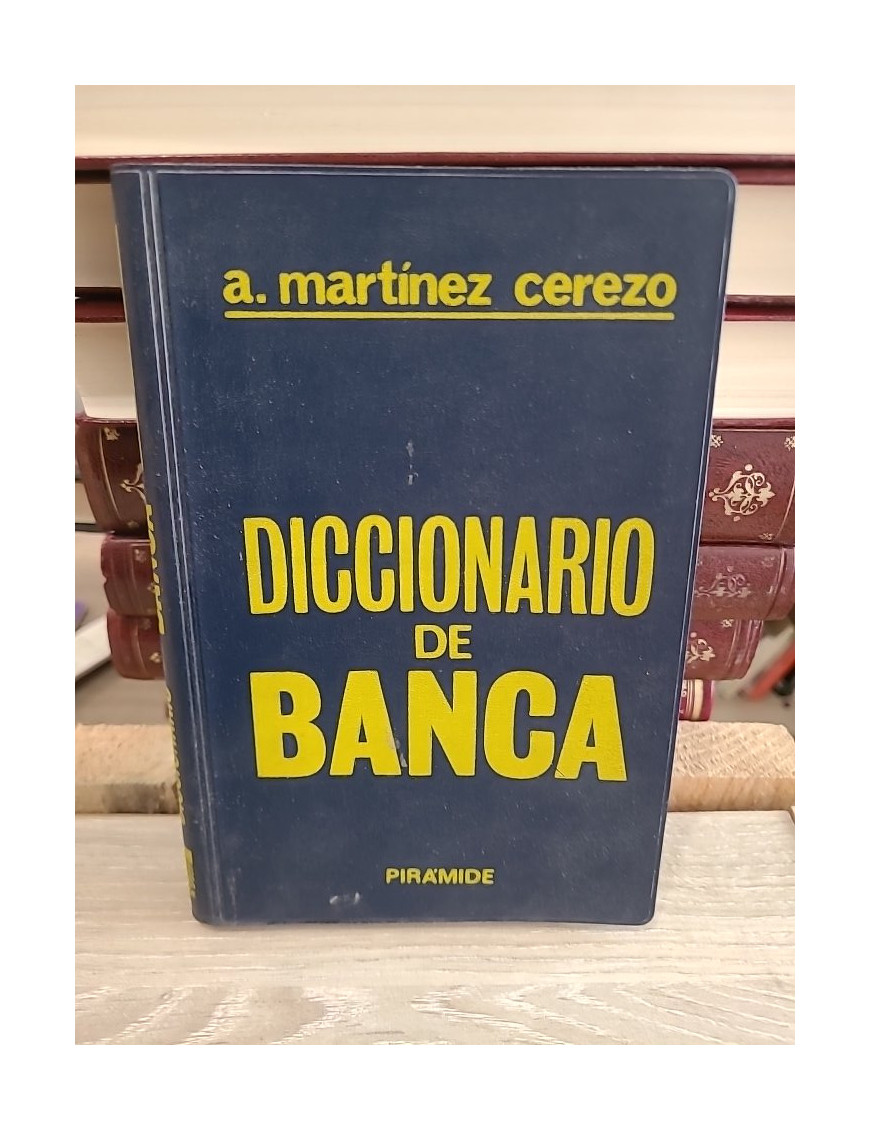 a. martínez cerezo
DICCIONARIO
DE
BANCA
PIRÁMIDE